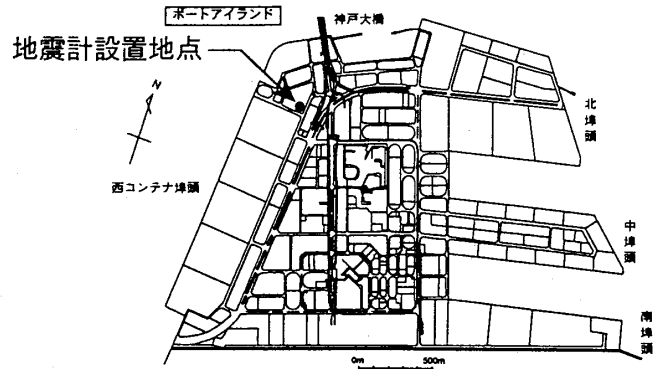 ポートアイランド
神戸大橋
地震計設置地点
N
北埠頭
西コンテナ埠頭
中埠頭
南埠頭
0m 500m